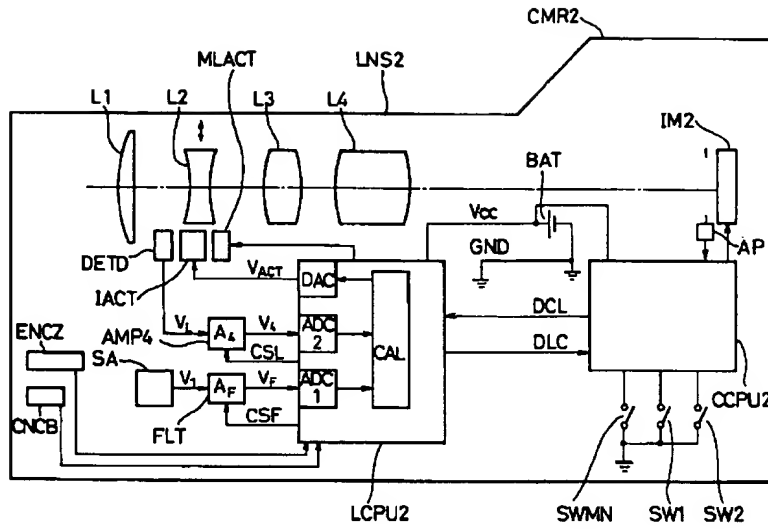 CMR2
MLACT
LNS2
L1
L2
L3
L4
IM2
BAT
VCC
AP
GND
DETD
IACT
VACT
DAC
DCL
DLC
VL
A4
V4
ADC 2
CAL
AMP4
CSL
ENCZ
SA
V1
AF
VF
ADC 1
CSF
CCPU2
CNCB
FLT
LCPU2
SWMN
SW1
SW2